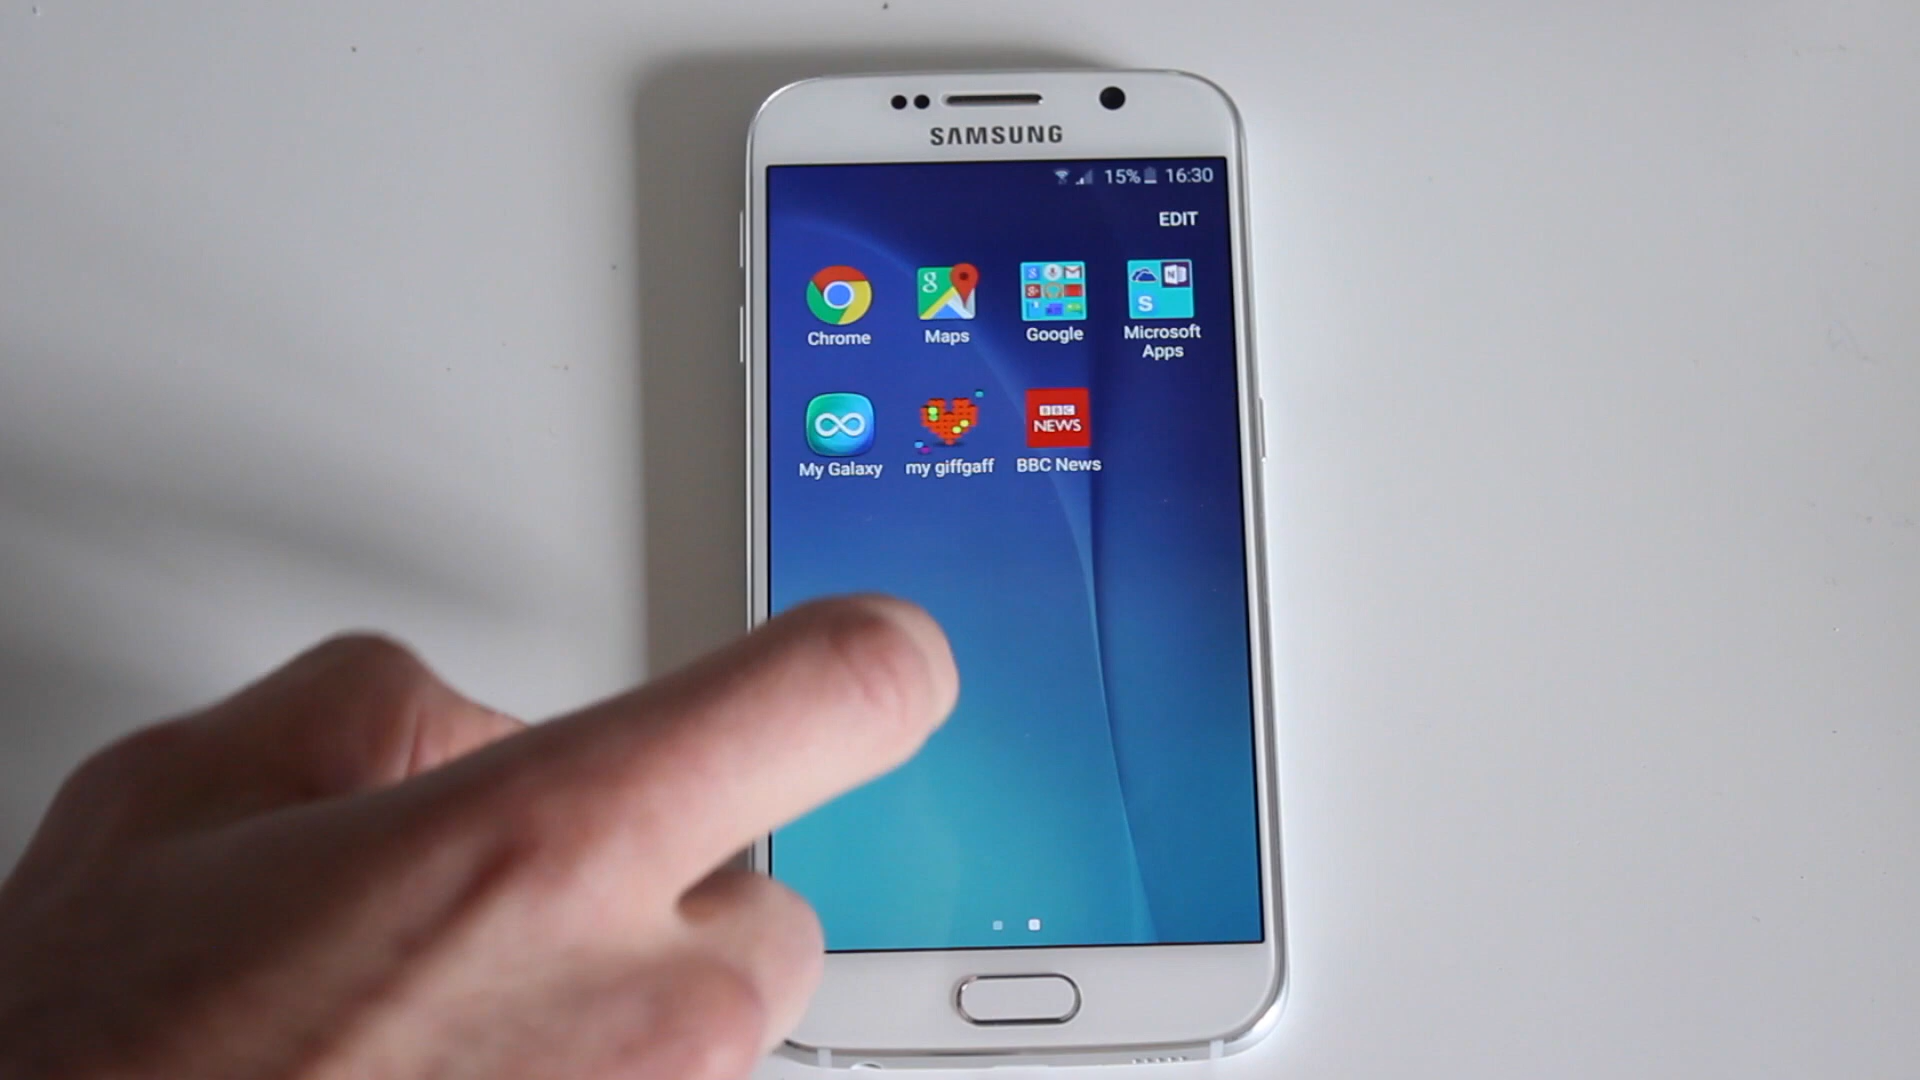 SAMSUNG
15% 16:30
EDIT
Chrome
Maps
Google
Microsoft
Apps
N
S
My Galaxy
my giffgaff
BBC
NEWS
BBC News